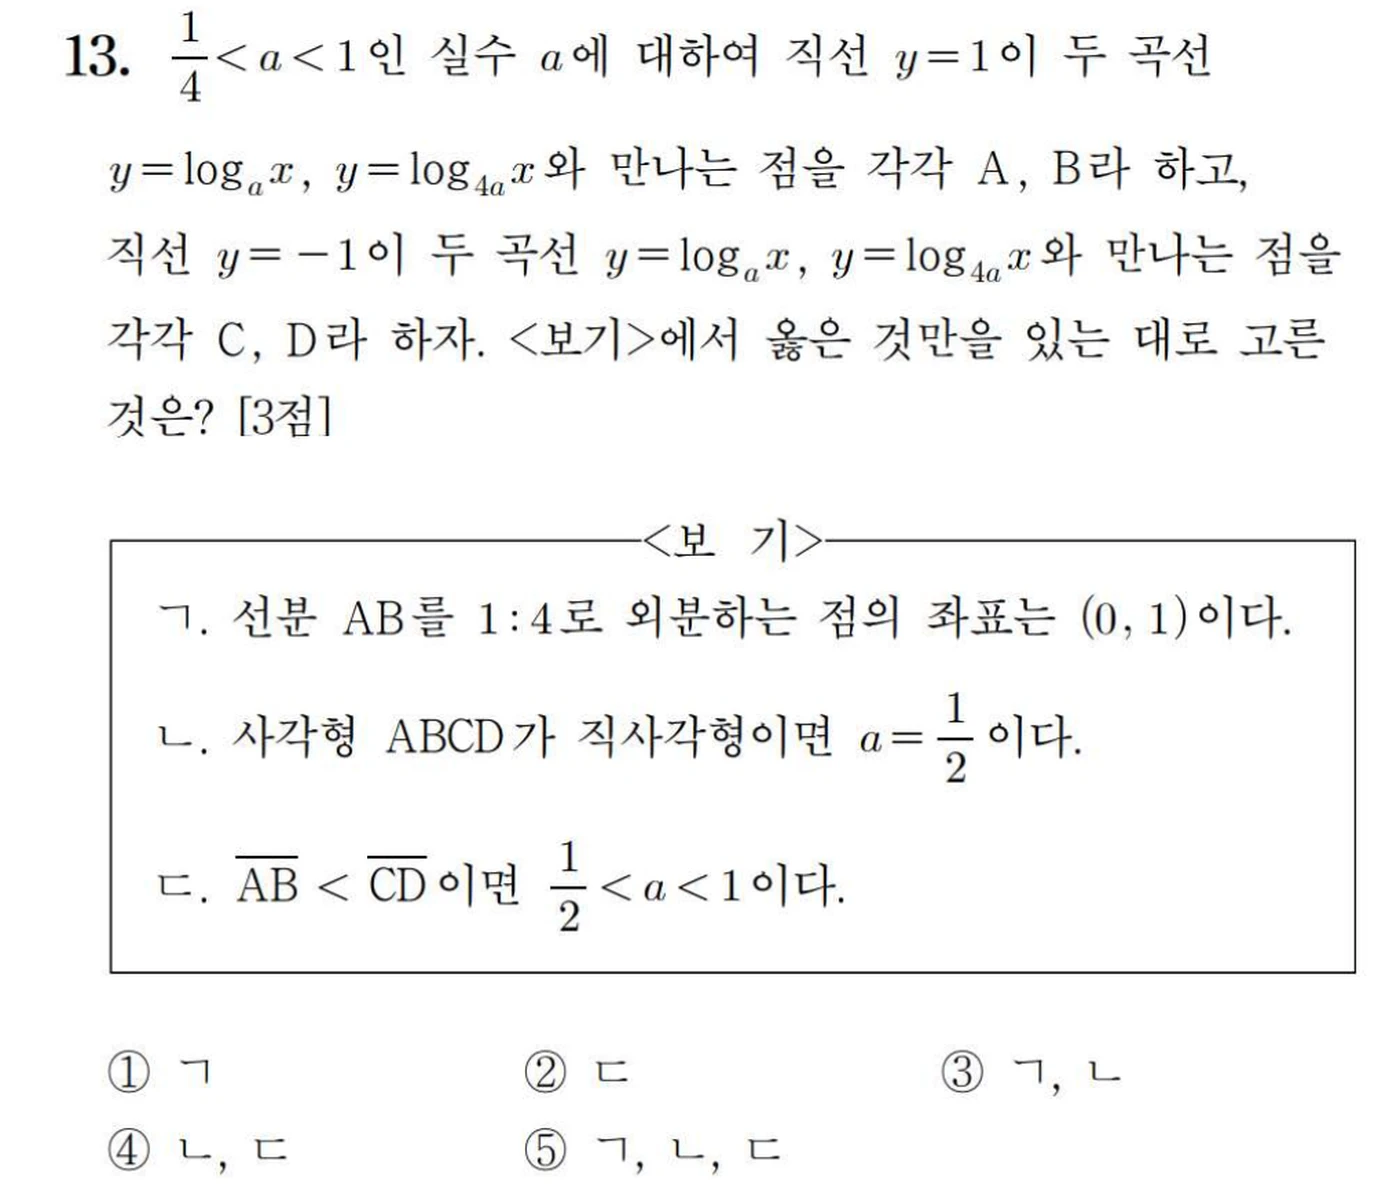 13. 1/4 < a < 1인 실수 a에 대하여 직선 y=1이 두 곡선
y=log_a x, y=log_{4a} x와 만나는 점을 각각 A, B라 하고,
직선 y=-1이 두 곡선 y=log_a x, y=log_{4a} x와 만나는 점을
각각 C, D라 하자. <보기>에서 옳은 것만을 있는 대로 고른
것은? [3점]
<보 기>
ㄱ. 선분 AB를 1:4로 외분하는 점의 좌표는 (0, 1)이다.
ㄴ. 사각형 ABCD가 직사각형이면 a=1/2이다.
ㄷ. \overline{AB} < \overline{CD}이면 1/2 < a < 1이다.
① ㄱ ② ㄷ ③ ㄱ, ㄴ
④ ㄴ, ㄷ ⑤ ㄱ, ㄴ, ㄷ